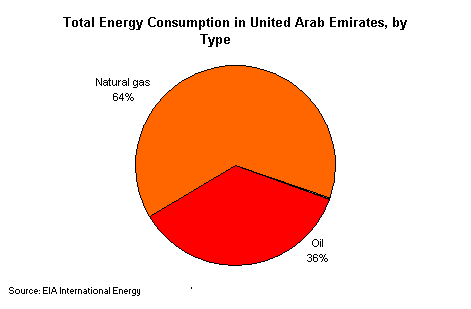 Total Energy Consumption in United Arab Emirates, by
Type
Natural gas
64%
Oil
36%
Source: EIA International Energy